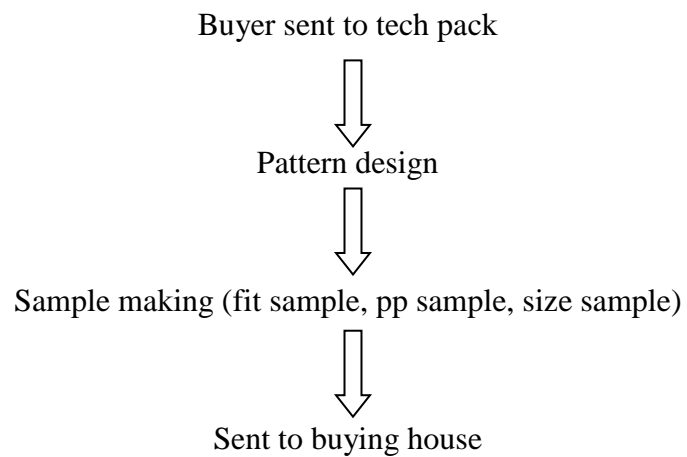 Buyer sent to tech pack
Pattern design
Sample making (fit sample, pp sample, size sample)
Sent to buying house